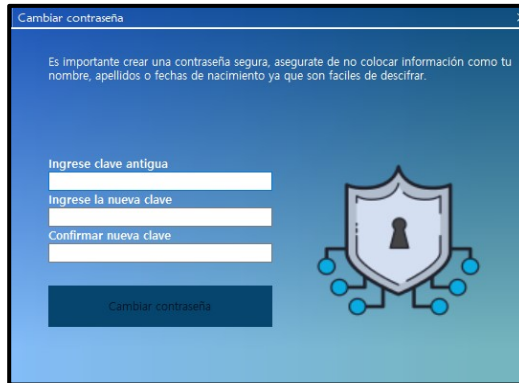 Cambiar contraseña
Es importante crear una contraseña segura, asegurate de no colocar información como tu
nombre, apellidos o fechas de nacimiento ya que son faciles de descifrar.
Ingrese clave antigua
Ingrese la nueva clave
Confirmar nueva clave
Cambiar contraseña